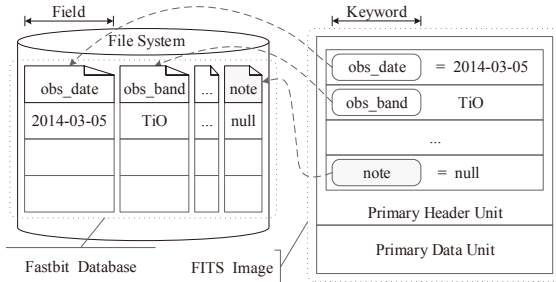 Field
Keyword
File System
obs_date
obs_band
...
note
2014-03-05
TiO
...
null
obs_date = 2014-03-05
obs_band TiO
...
note = null
Primary Header Unit
Primary Data Unit
Fastbit Database
FITS Image